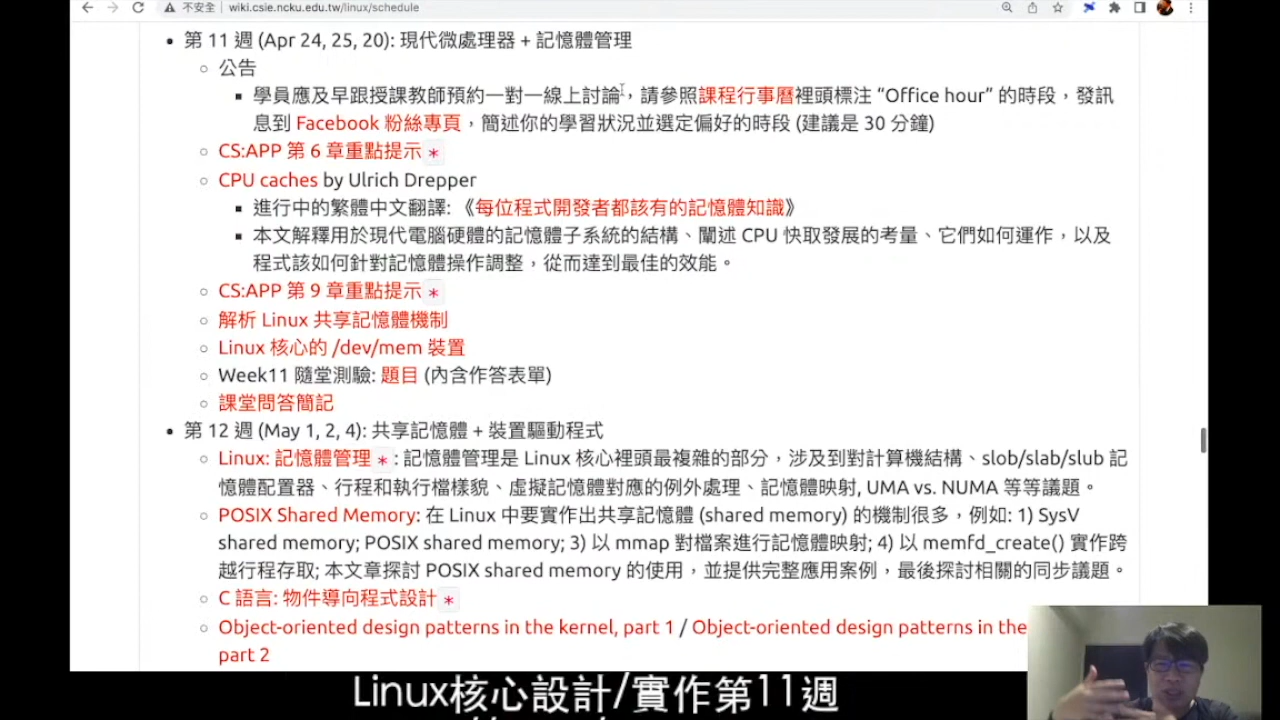 不安全 wiki.csie.ncku.edu.tw/linux/schedule
第 11 週 (Apr 24, 25, 20): 現代微處理器 + 記憶體管理
公告
學員應及早跟授課教師預約一對一線上討論，請參照課程行事曆裡頭標注 “Office hour” 的時段，發訊
息到 Facebook 粉絲專頁，簡述你的學習狀況並選定偏好的時段 (建議是 30 分鐘)
CS:APP 第 6 章重點提示 *
CPU caches by Ulrich Drepper
進行中的繁體中文翻譯: 《每位程式開發者都該有的記憶體知識》
本文解釋用於現代電腦硬體的記憶體子系統的結構、闡述 CPU 快取發展的考量、它們如何運作，以及
程式該如何針對記憶體操作調整，從而達到最佳的效能。
CS:APP 第 9 章重點提示 *
解析 Linux 共享記憶體機制
Linux 核心的 /dev/mem 裝置
Week11 隨堂測驗: 題目 (內含作答表單)
課堂問答簡記
第 12 週 (May 1, 2, 4): 共享記憶體 + 裝置驅動程式
Linux: 記憶體管理 * : 記憶體管理是 Linux 核心裡頭最複雜的部分，涉及到對計算機結構、slob/slab/slub 記
憶體配置器、行程和執行檔樣貌、虛擬記憶體對應的例外處理、記憶體映射, UMA vs. NUMA 等等議題。
POSIX Shared Memory: 在 Linux 中要實作出共享記憶體 (shared memory) 的機制很多，例如: 1) SysV
shared memory; POSIX shared memory; 3) 以 mmap 對檔案進行記憶體映射; 4) 以 memfd_create() 實作跨
越行程存取; 本文章探討 POSIX shared memory 的使用，並提供完整應用案例，最後探討相關的同步議題。
C 語言: 物件導向程式設計 *
Object-oriented design patterns in the kernel, part 1 / Object-oriented design patterns in the
part 2
Linux核心設計/實作第11週